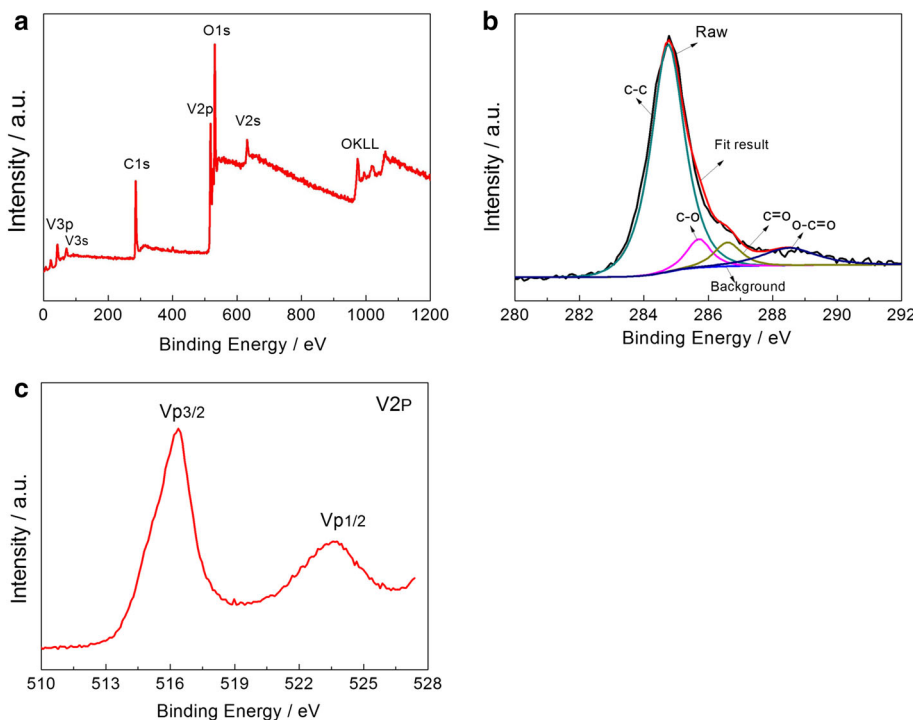 a
O1s
V2p
V2s
C1s
OKLL
V3p
V3s
Intensity / a.u.
0 200 400 600 800 1000 1200
Binding Energy / eV
b
Raw
C-C
Fit result
C-O
C=O
O-C=O
Background
Intensity / a.u.
280 282 284 286 288 290 292
Binding Energy / eV
c
Vp3/2
V2P
Vp1/2
Intensity / a.u.
510 513 516 519 522 525 528
Binding Energy / eV